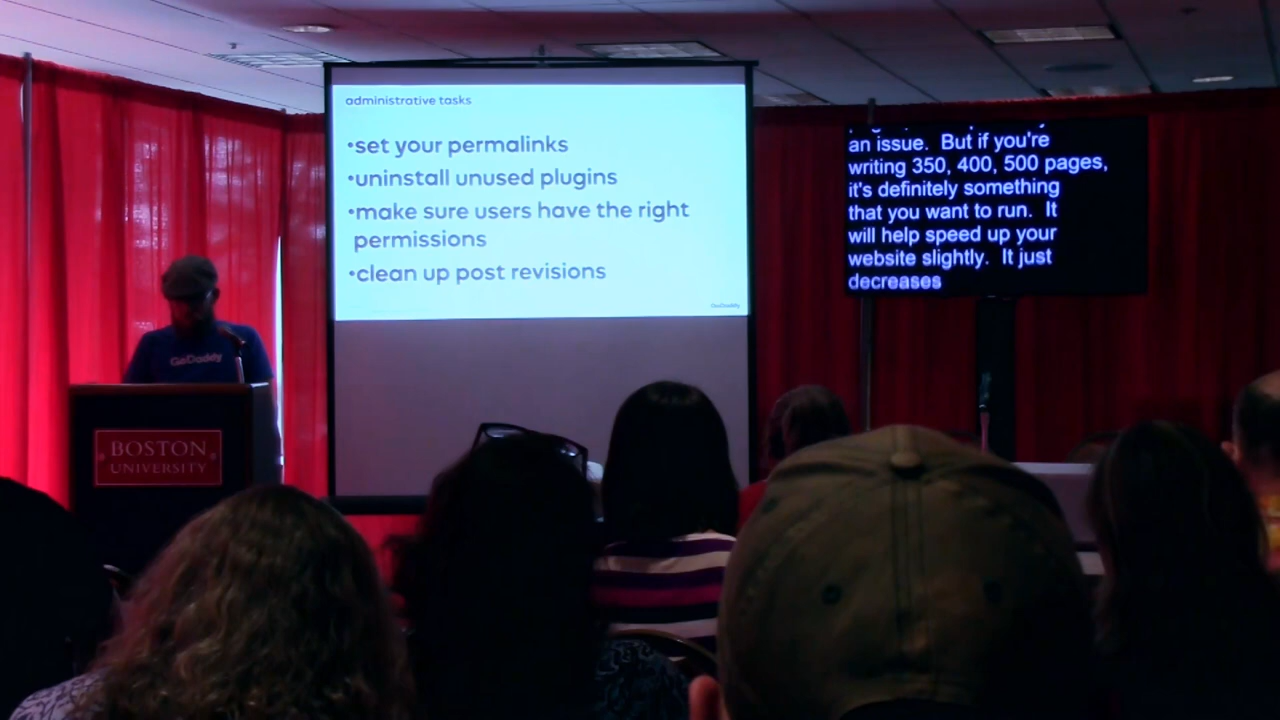 administrative tasks
•set your permalinks
•uninstall unused plugins
•make sure users have the right
permissions
•clean up post revisions
GoDaddy
an issue.  But if you're
writing 350, 400, 500 pages,
it's definitely something
that you want to run.  It
will help speed up your
website slightly.  It just
decreases
GoDaddy
BOSTON
UNIVERSITY